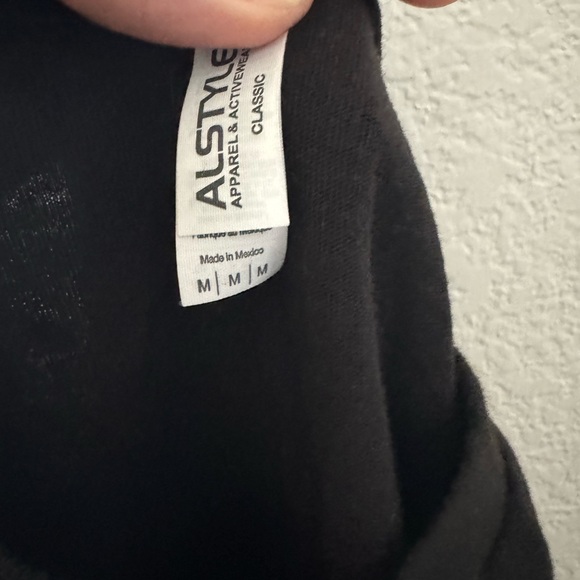 ALSTYLE
APPAREL & ACTIVEWEAR
CLASSIC
Made in Mexico
M | M | M